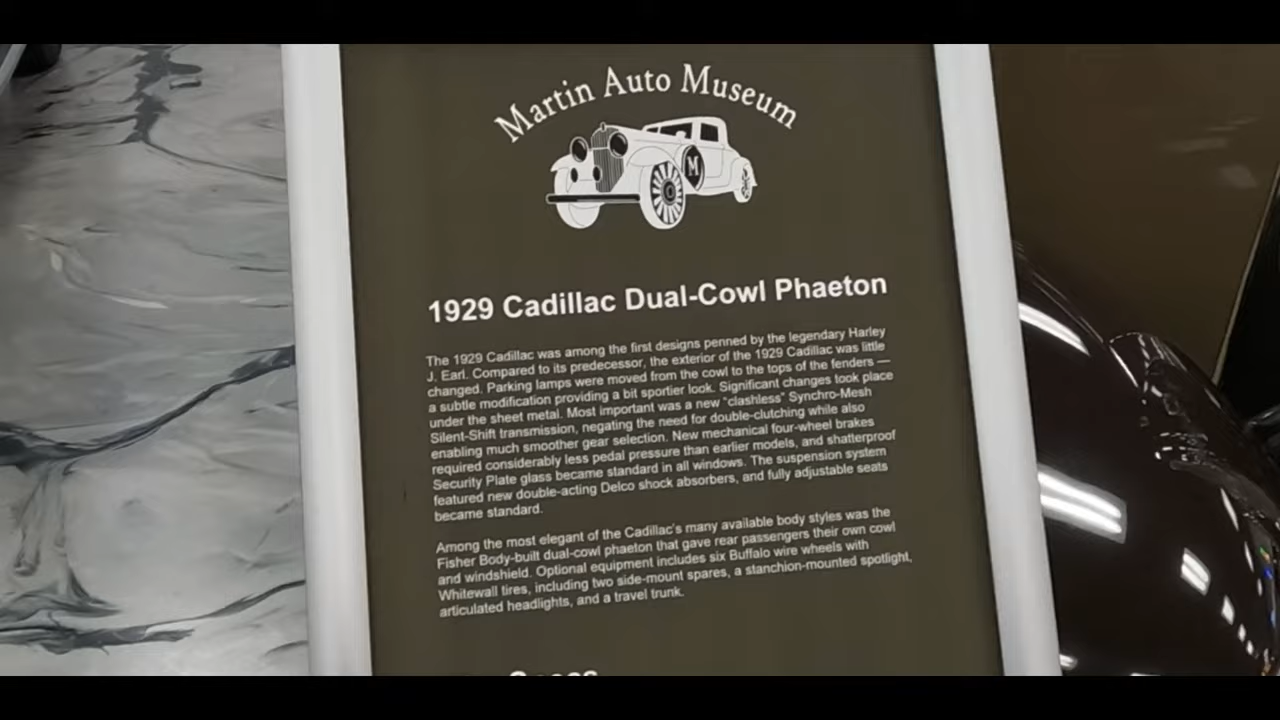 Martin Auto Museum
M
1929 Cadillac Dual-Cowl Phaeton
The 1929 Cadillac was among the first designs penned by the legendary Harley
J. Earl. Compared to its predecessor, the exterior of the 1929 Cadillac was little
changed. Parking lamps were moved from the cowl to the tops of the fenders —
a subtle modification providing a bit sportier look. Significant changes took place
under the sheet metal. Most important was a new "clashless" Synchro-Mesh
Silent-Shift transmission, negating the need for double-clutching while also
enabling much smoother gear selection. New mechanical four-wheel brakes
required considerably less pedal pressure than earlier models, and shatterproof
Security Plate glass became standard in all windows. The suspension system
featured new double-acting Delco shock absorbers, and fully adjustable seats
became standard.
Among the most elegant of the Cadillac's many available body styles was the
Fisher Body-built dual-cowl phaeton that gave rear passengers their own cowl
and windshield. Optional equipment includes six Buffalo wire wheels with
Whitewall tires, including two side-mount spares, a stanchion-mounted spotlight,
articulated headlights, and a travel trunk.